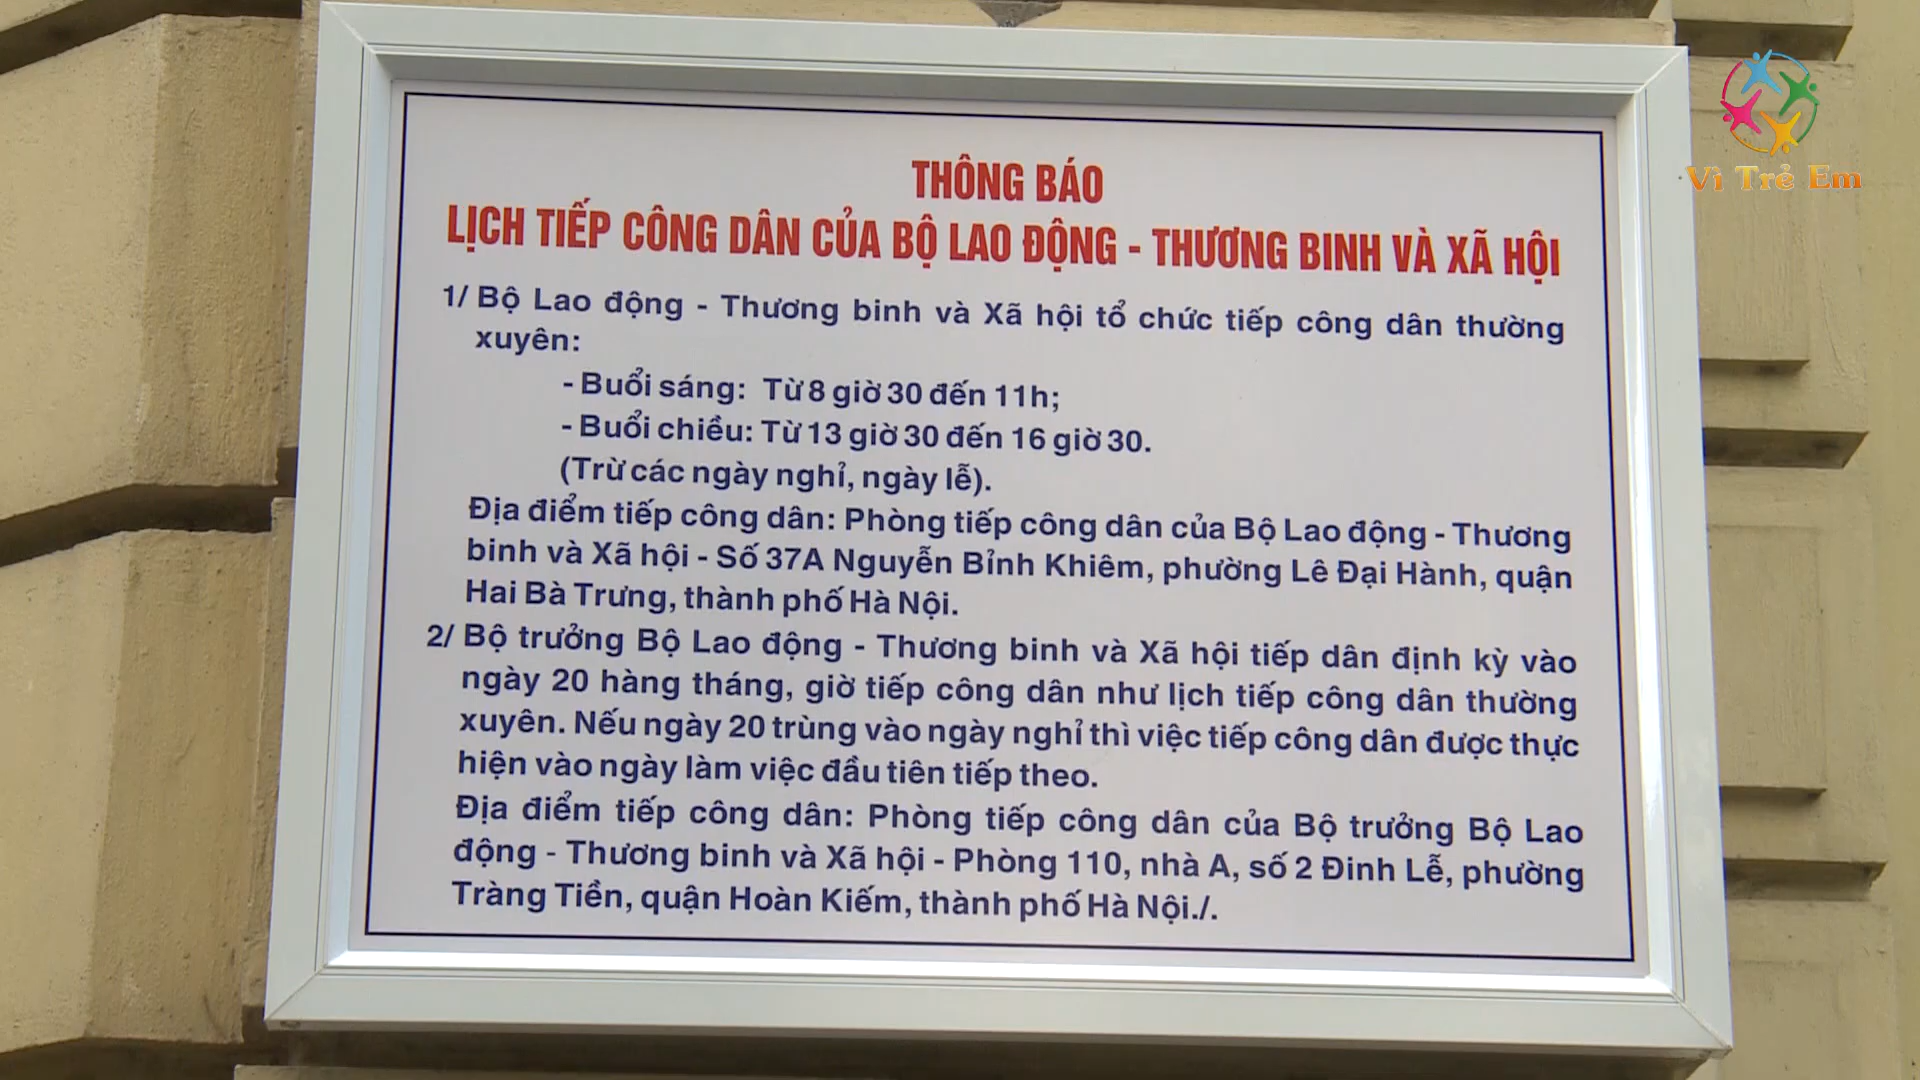 THÔNG BÁO
LỊCH TIẾP CÔNG DÂN CỦA BỘ LAO ĐỘNG - THƯƠNG BINH VÀ XÃ HỘI
1/ Bộ Lao động - Thương binh và Xã hội tổ chức tiếp công dân thường
xuyên:
- Buổi sáng: Từ 8 giờ 30 đến 11h;
- Buổi chiều: Từ 13 giờ 30 đến 16 giờ 30.
(Trừ các ngày nghỉ, ngày lễ).
Địa điểm tiếp công dân: Phòng tiếp công dân của Bộ Lao động - Thương
binh và Xã hội - Số 37A Nguyễn Bỉnh Khiêm, phường Lê Đại Hành, quận
Hai Bà Trưng, thành phố Hà Nội.
2/ Bộ trưởng Bộ Lao động - Thương binh và Xã hội tiếp dân định kỳ vào
ngày 20 hàng tháng, giờ tiếp công dân như lịch tiếp công dân thường
xuyên. Nếu ngày 20 trùng vào ngày nghỉ thì việc tiếp công dân được thực
hiện vào ngày làm việc đầu tiên tiếp theo.
Địa điểm tiếp công dân: Phòng tiếp công dân của Bộ trưởng Bộ Lao
động - Thương binh và Xã hội - Phòng 110, nhà A, số 2 Đinh Lễ, phường
Tràng Tiền, quận Hoàn Kiếm, thành phố Hà Nội./.
Vì Trẻ Em